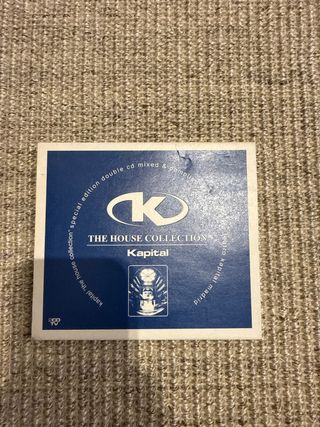 kapital "the house collection" special edition double cd mixed &
kapital madrid
K
THE HOUSE COLLECTION
Kapital